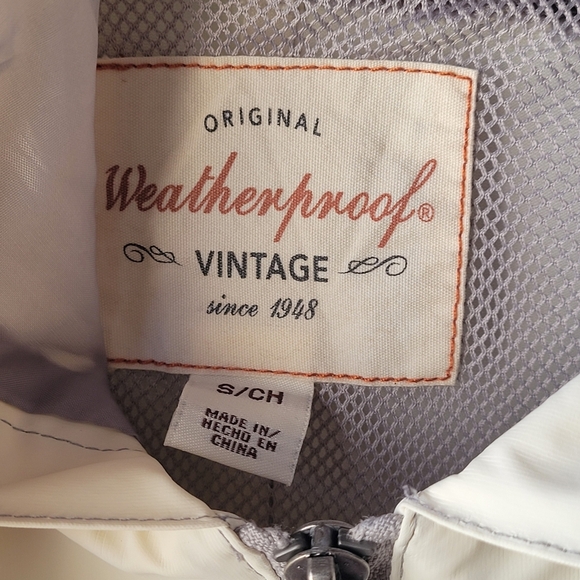 ORIGINAL
Weatherproof®
VINTAGE
since 1948
S/CH
MADE IN/
HECHO EN
CHINA